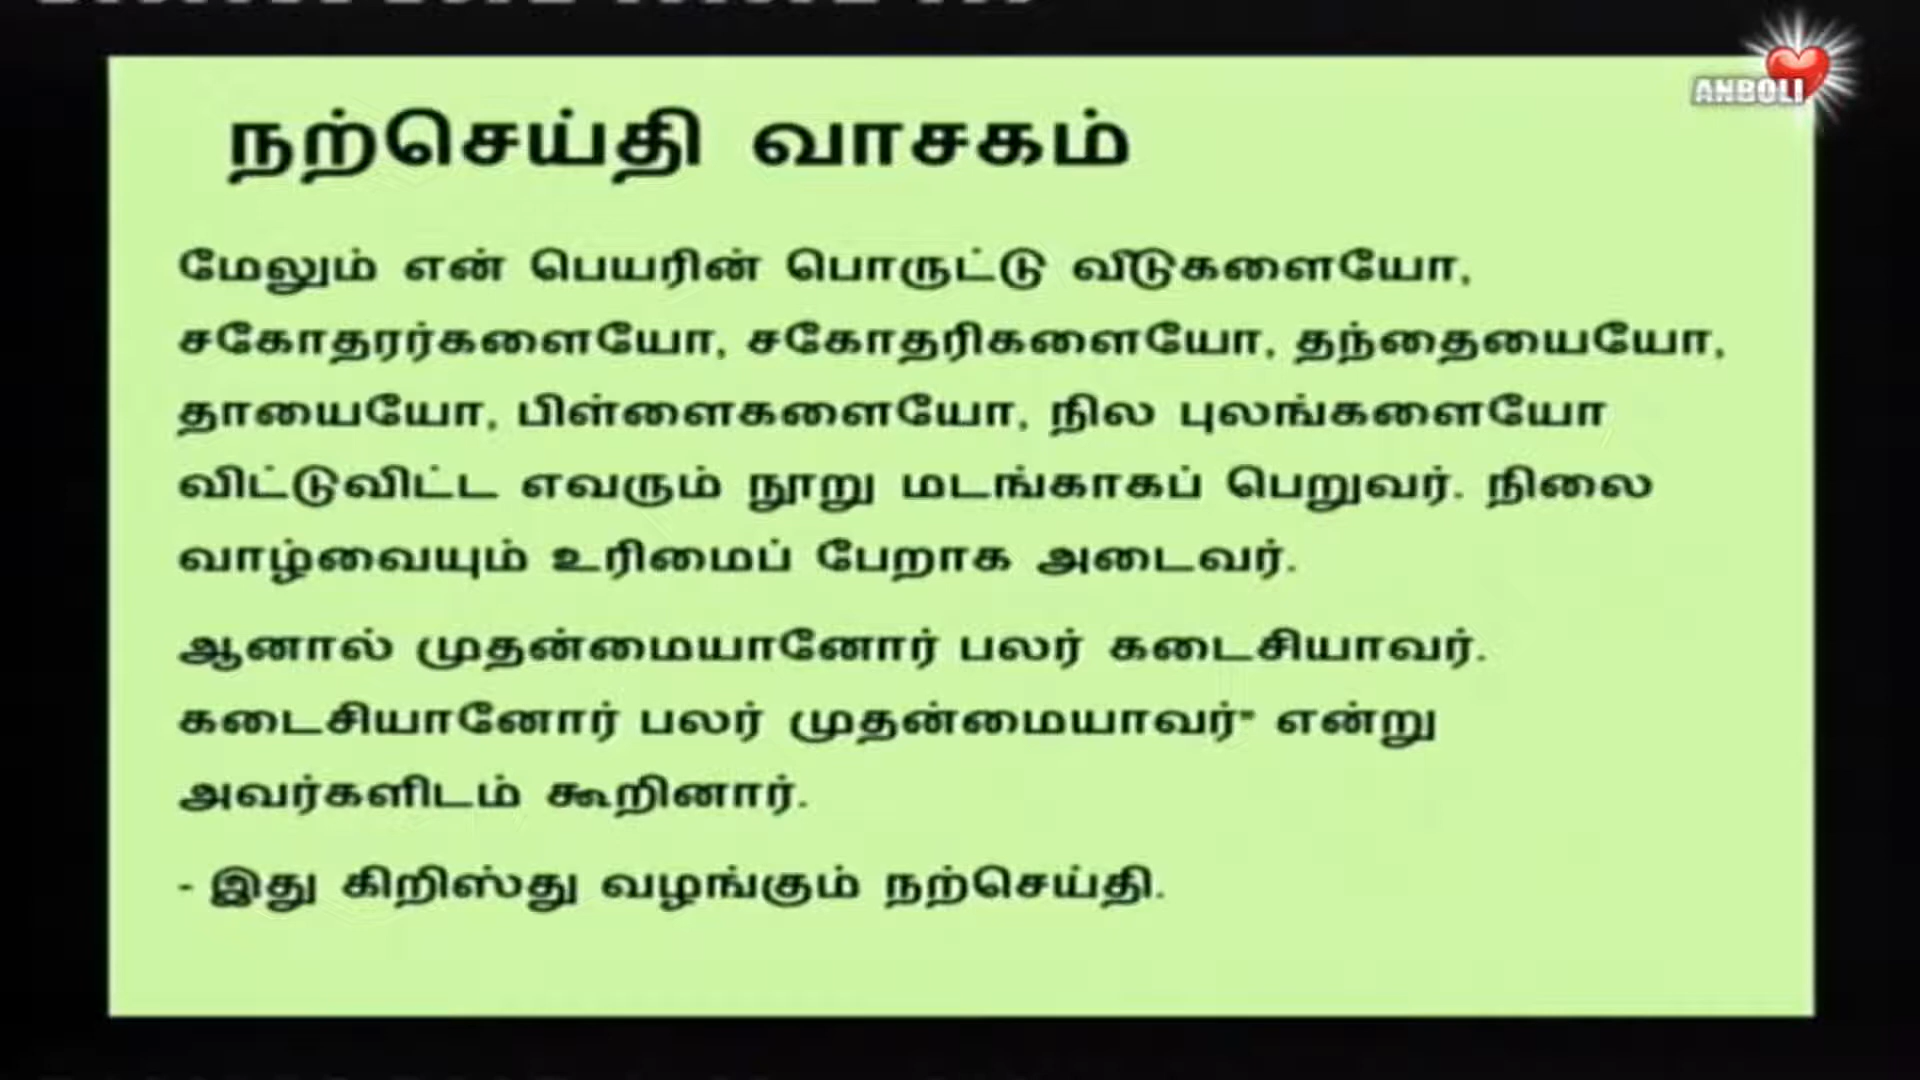 ANBOLI
நற்செய்தி வாசகம்
மேலும் என் பெயரின் பொருட்டு வீடுகளையோ,
சகோதரர்களையோ, சகோதரிகளையோ, தந்தையையோ,
தாயையோ, பிள்ளைகளையோ, நில புலங்களையோ
விட்டுவிட்ட எவரும் நூறு மடங்காகப் பெறுவர். நிலை
வாழ்வையும் உரிமைப் பேறாக அடைவர்.
ஆனால் முதன்மையானோர் பலர் கடைசியாவர்.
கடைசியானோர் பலர் முதன்மையாவர்" என்று
அவர்களிடம் கூறினார்.
- இது கிறிஸ்து வழங்கும் நற்செய்தி.